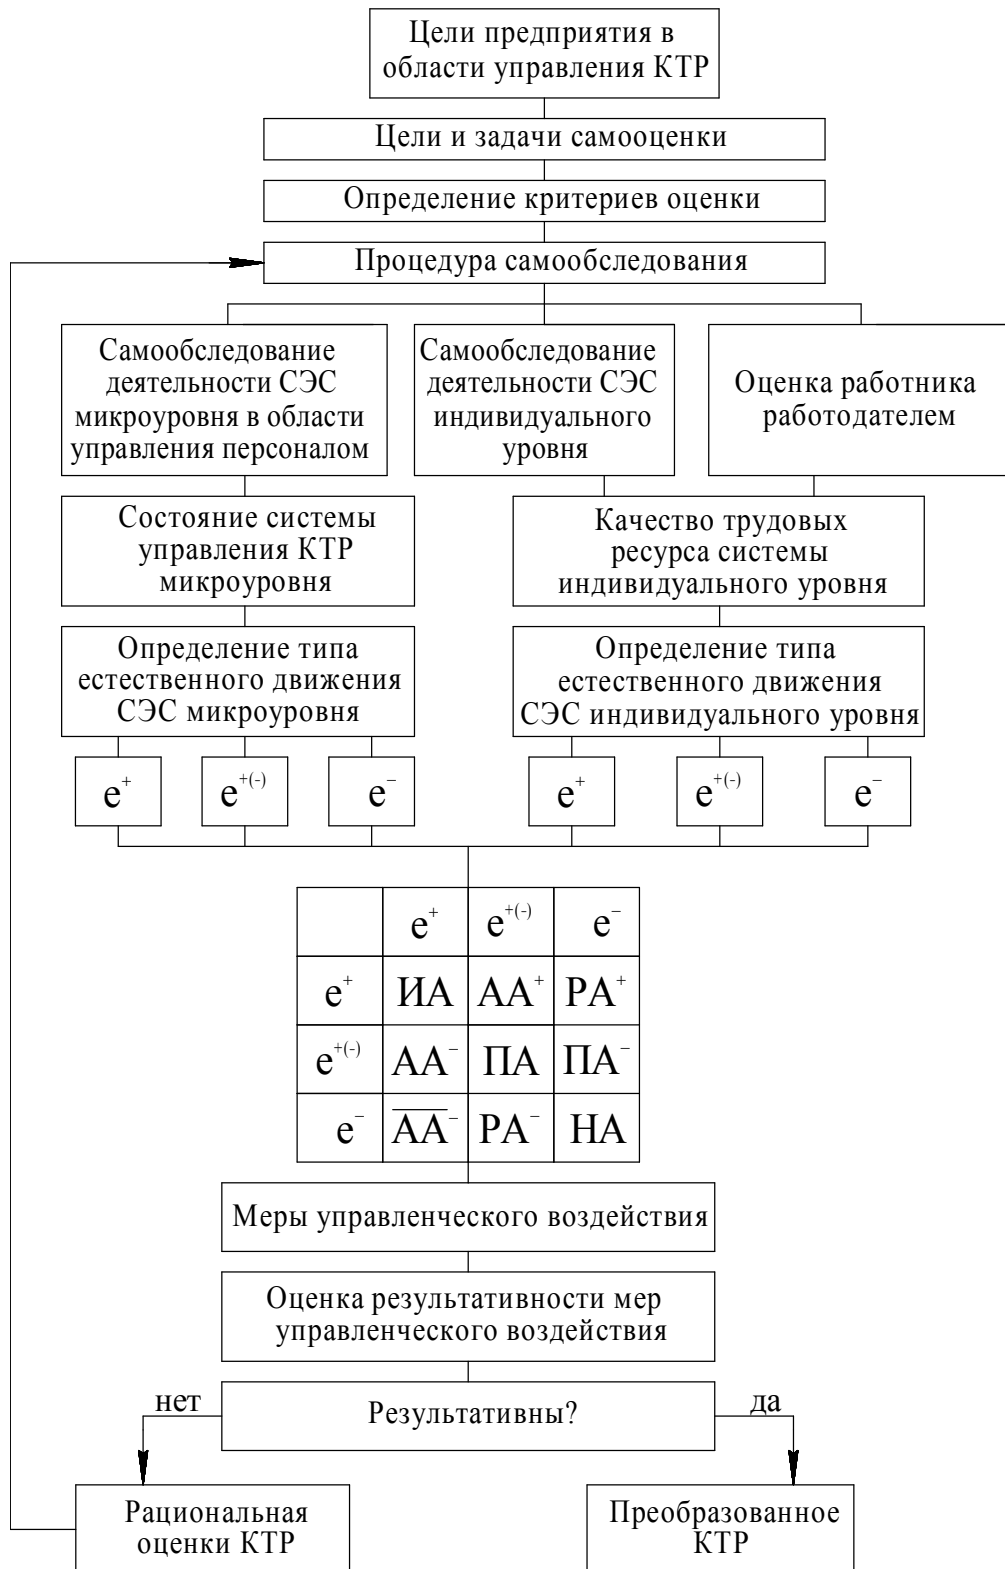 Цели предприятия в
области управления КТР
Цели и задачи самооценки
Определение критериев оценки
Процедура самообследования
Самообследование
деятельности СЭС
микроуровня в области
управления персоналом
Самообследование
деятельности СЭС
индивидуального
уровня
Оценка работника
работодателем
Состояние системы
управления КТР
микроуровня
Качество трудовых
ресурса системы
индивидуального уровня
Определение типа
естественного движения
СЭС микроуровня
Определение типа
естественного движения
СЭС индивидуального уровня
e⁺ e⁺⁽⁻⁾ e⁻ e⁺ e⁺⁽⁻⁾ e⁻
e⁺ e⁺⁽⁻⁾ e⁻
e⁺ ИА АА⁺ РА⁺
e⁺⁽⁻⁾ АА⁻ ПА ПА⁻
e⁻ A̅A̅⁻ РА⁻ НА
Меры управленческого воздействия
Оценка результативности мер
управленческого воздействия
нет Результативны? да
Рациональная
оценки КТР
Преобразованное
КТР